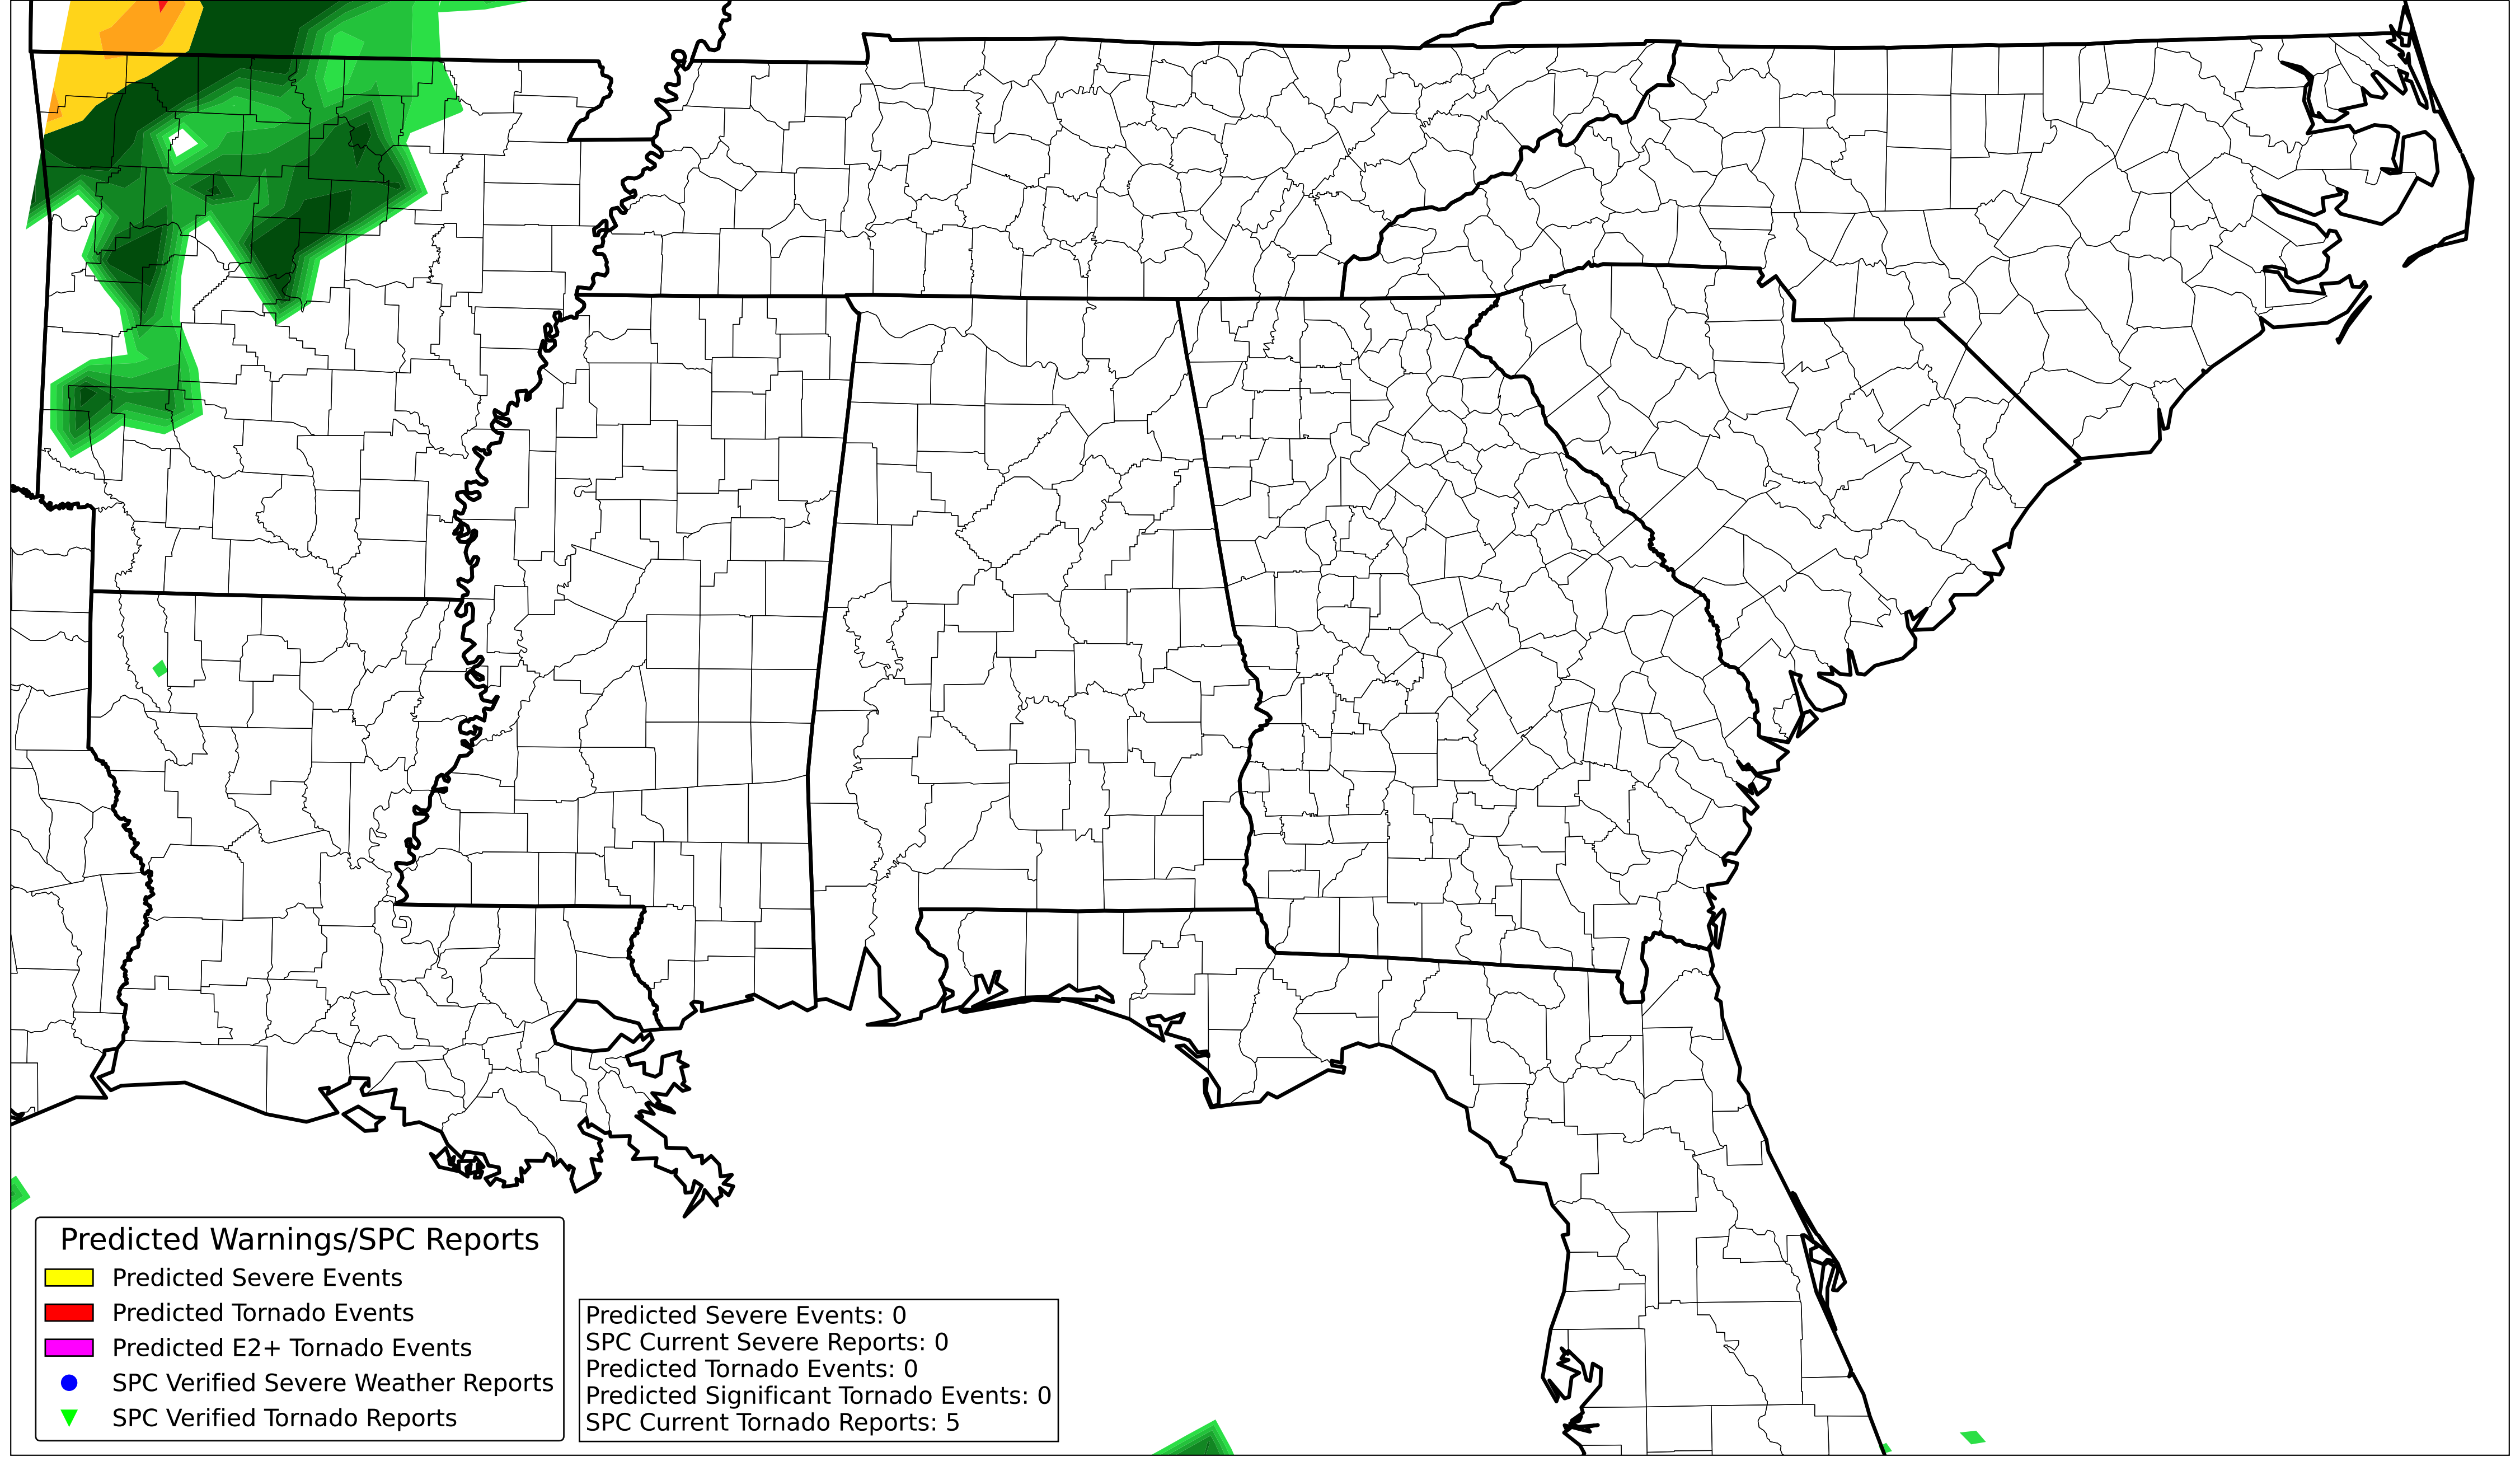 Predicted Warnings/SPC Reports
Predicted Severe Events
Predicted Tornado Events
Predicted E2+ Tornado Events
SPC Verified Severe Weather Reports
SPC Verified Tornado Reports
Predicted Severe Events: 0
SPC Current Severe Reports: 0
Predicted Tornado Events: 0
Predicted Significant Tornado Events: 0
SPC Current Tornado Reports: 5